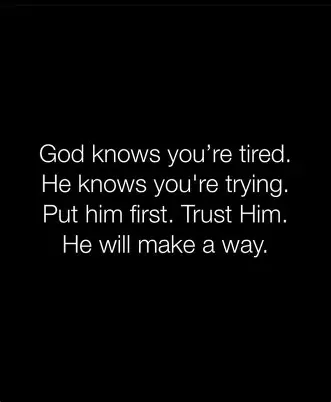 God knows you’re tired.
He knows you're trying.
Put him first. Trust Him.
He will make a way.